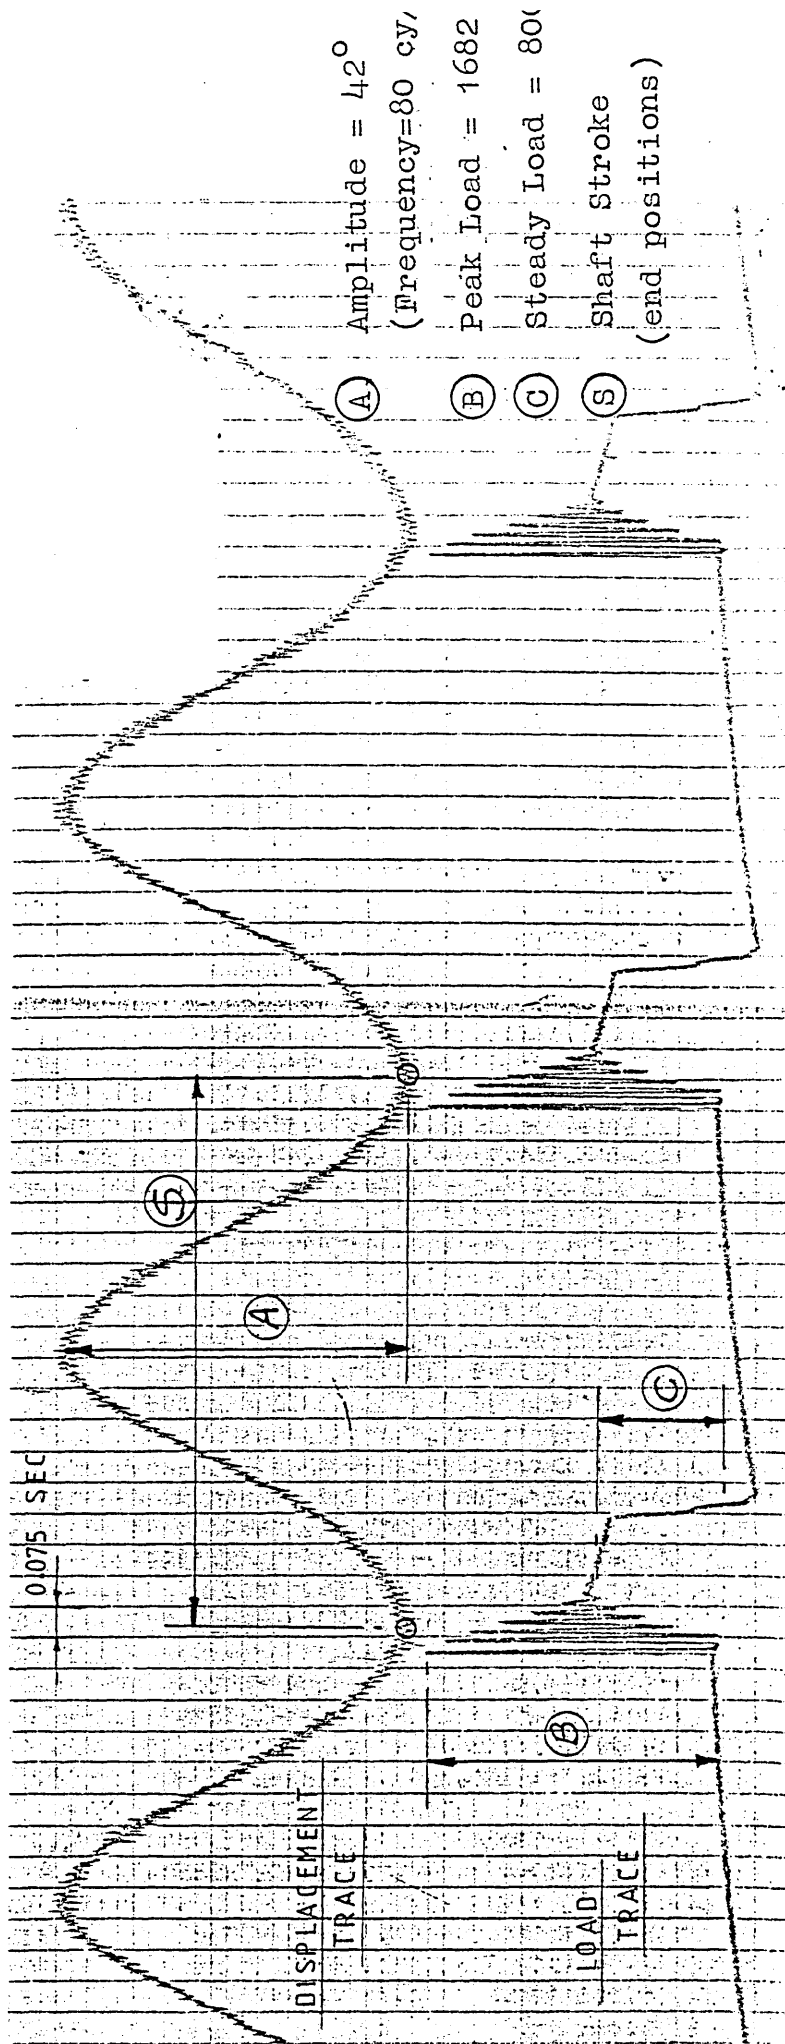 0.075 SEC
Ⓢ
Ⓐ
DISPLACEMENT
TRACE
Ⓑ
Ⓒ
LOAD
TRACE
Ⓐ Amplitude = 42°
(Frequency=80 cy/
Ⓑ Peak Load = 1682
Ⓒ Steady Load = 800
Ⓢ Shaft Stroke
(end positions)